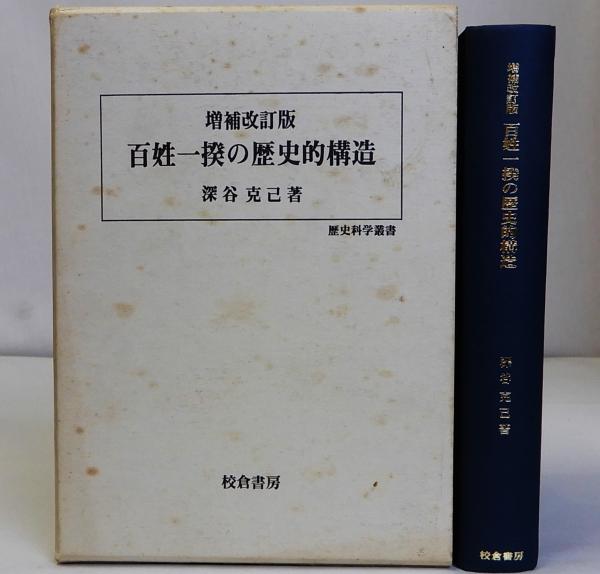 増補改訂版
百姓一揆の歴史的構造
深谷克己著
歴史科学叢書
校倉書房
増補改訂版 百姓一揆の歴史的構造
深谷克己著
校倉書房